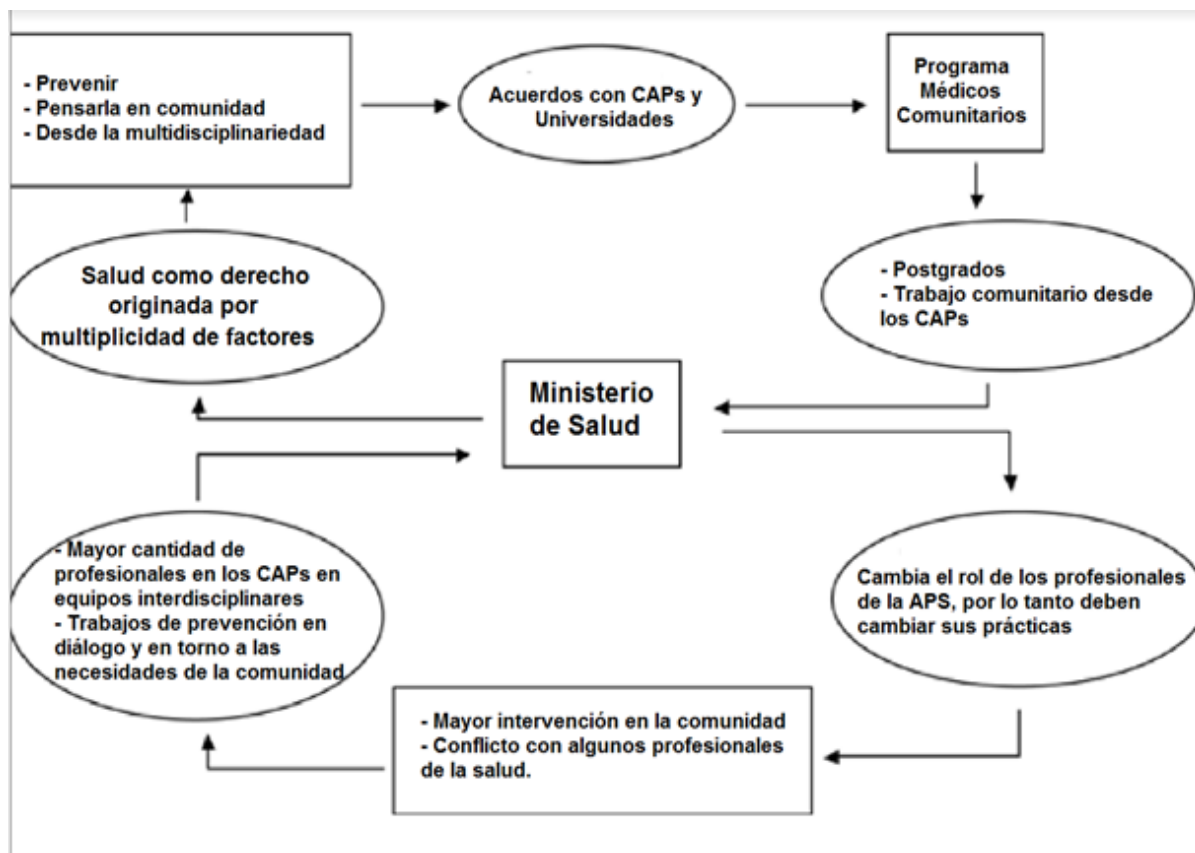 - Prevenir
- Pensarla en comunidad
- Desde la multidisciplinariedad
Acuerdos con CAPs y
Universidades
Programa
Médicos
Comunitarios
Salud como derecho
originada por
multiplicidad de factores
- Postgrados
- Trabajo comunitario desde
los CAPs
Ministerio
de Salud
- Mayor cantidad de
profesionales en los CAPs en
equipos interdisciplinares
- Trabajos de prevención en
diálogo y en torno a las
necesidades de la comunidad
Cambia el rol de los profesionales
de la APS, por lo tanto deben
cambiar sus prácticas
- Mayor intervención en la comunidad
- Conflicto con algunos profesionales
de la salud.